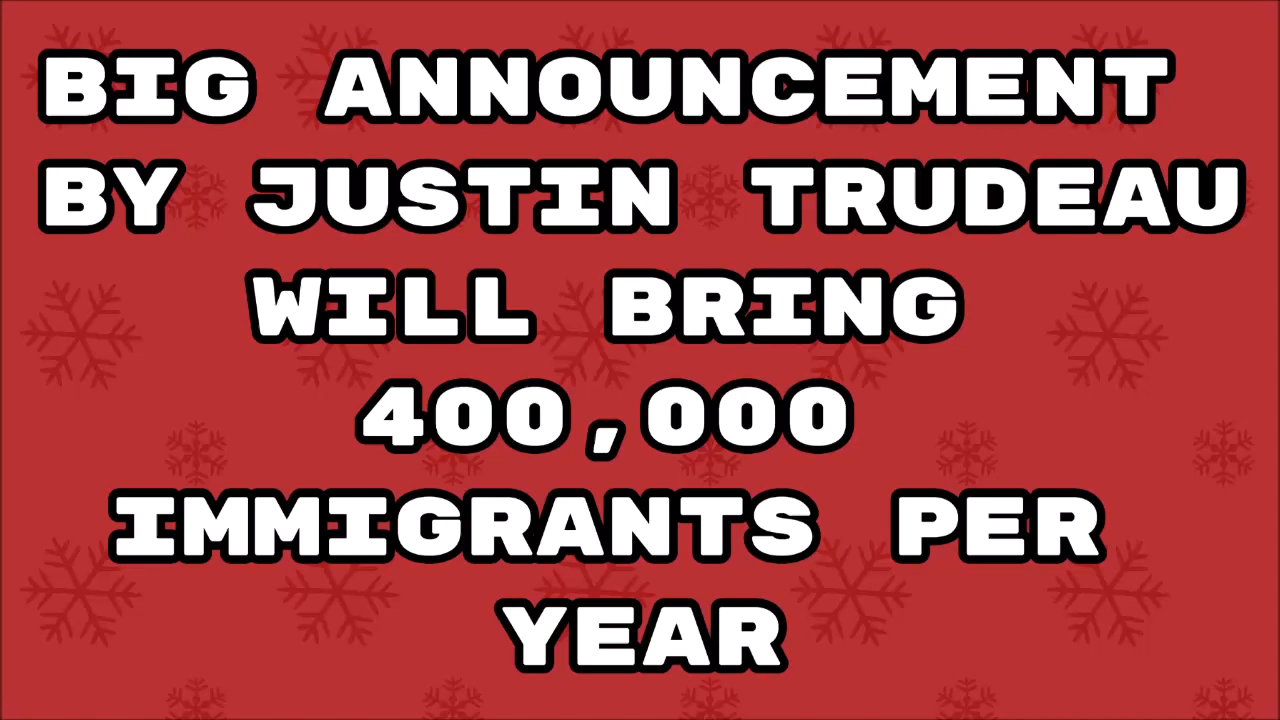 BIG ANNOUNCEMENT
BY JUSTIN TRUDEAU
WILL BRING
400,000
IMMIGRANTS PER
YEAR